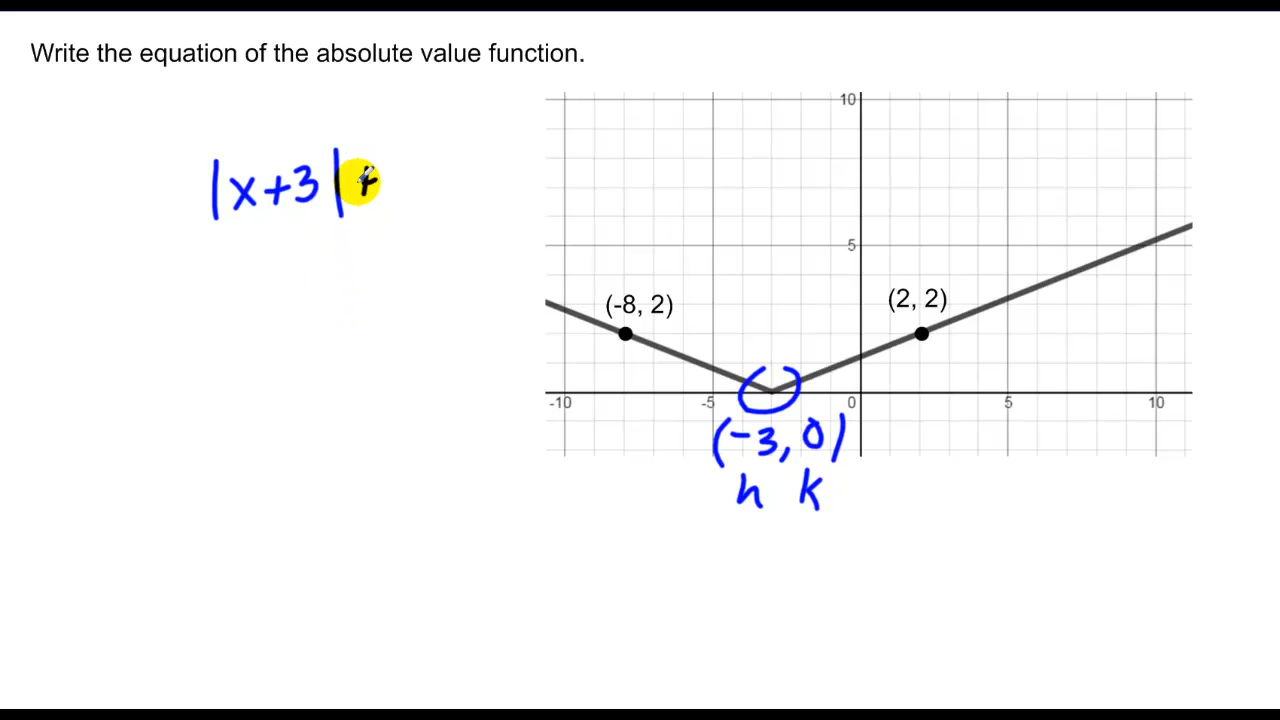 Write the equation of the absolute value function.
10
|x+3| +
5
(-8, 2) (2, 2)
-10 -5 0 5 10
(-3, 0)
h k